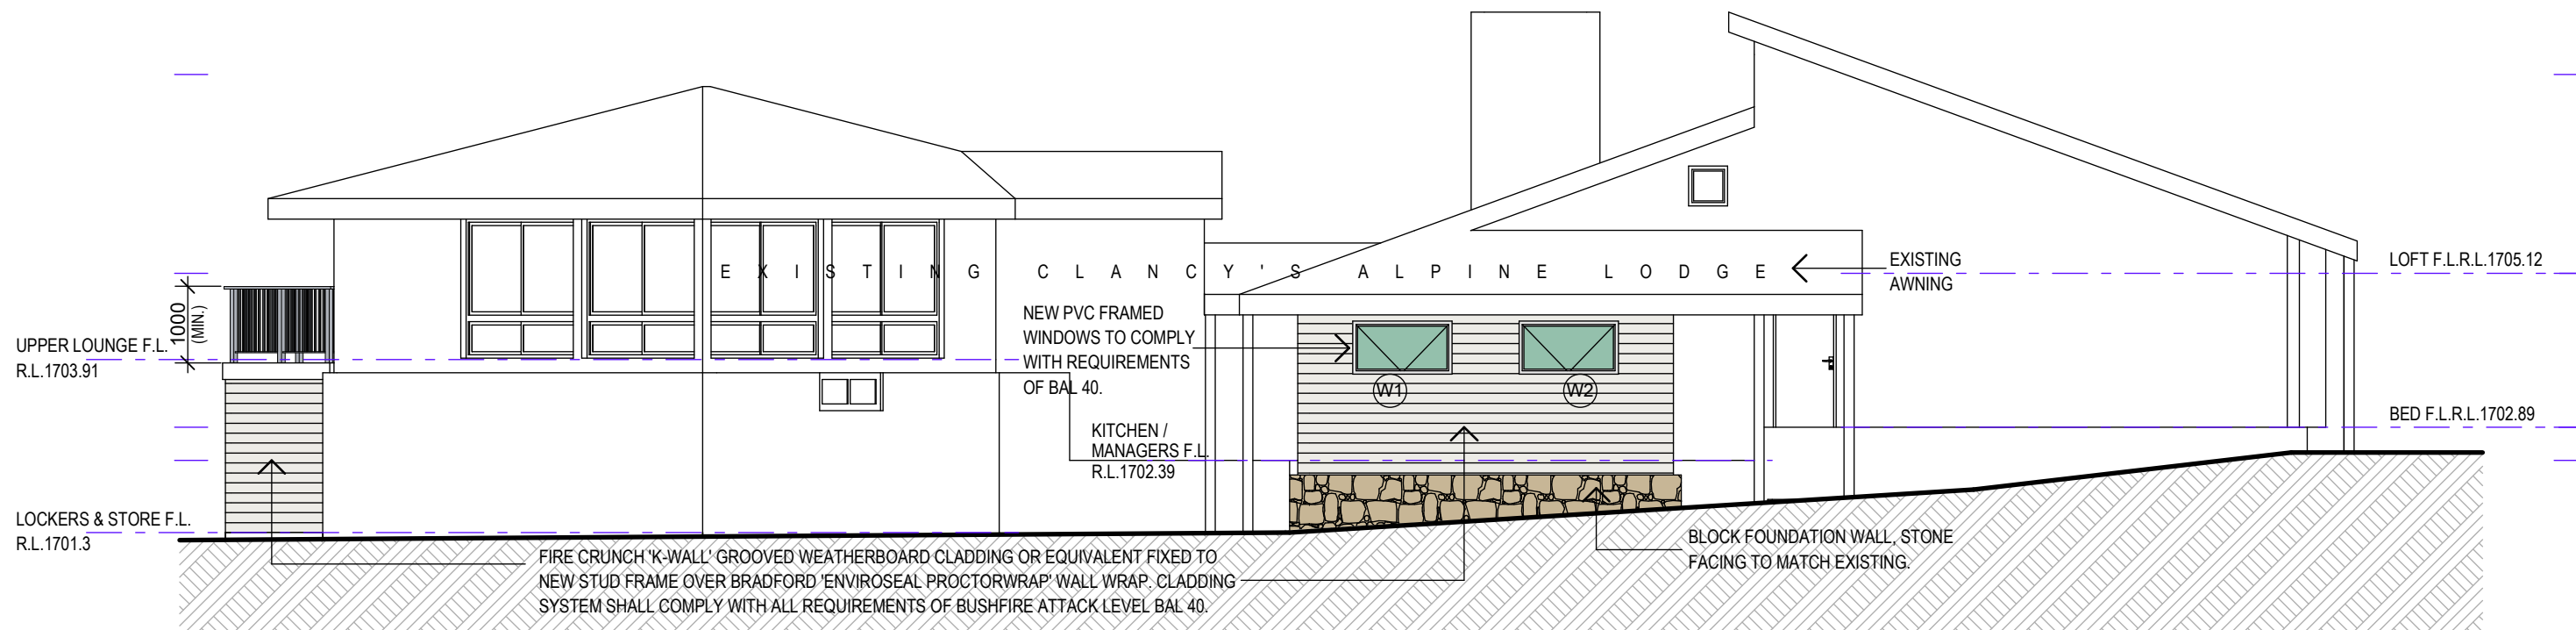 EXISTING CLANCY'S ALPINE LODGE
EXISTING
AWNING
LOFT F.L.R.L.1705.12
NEW PVC FRAMED
WINDOWS TO COMPLY
WITH REQUIREMENTS
OF BAL 40.
1000
(MIN.)
UPPER LOUNGE F.L.
R.L.1703.91
W1
W2
BED F.L.R.L.1702.89
KITCHEN /
MANAGERS F.L.
R.L.1702.39
LOCKERS & STORE F.L.
R.L.1701.3
FIRE CRUNCH 'K-WALL' GROOVED WEATHERBOARD CLADDING OR EQUIVALENT FIXED TO
NEW STUD FRAME OVER BRADFORD 'ENVIROSEAL PROCTORWRAP' WALL WRAP. CLADDING
SYSTEM SHALL COMPLY WITH ALL REQUIREMENTS OF BUSHFIRE ATTACK LEVEL BAL 40.
BLOCK FOUNDATION WALL, STONE
FACING TO MATCH EXISTING.